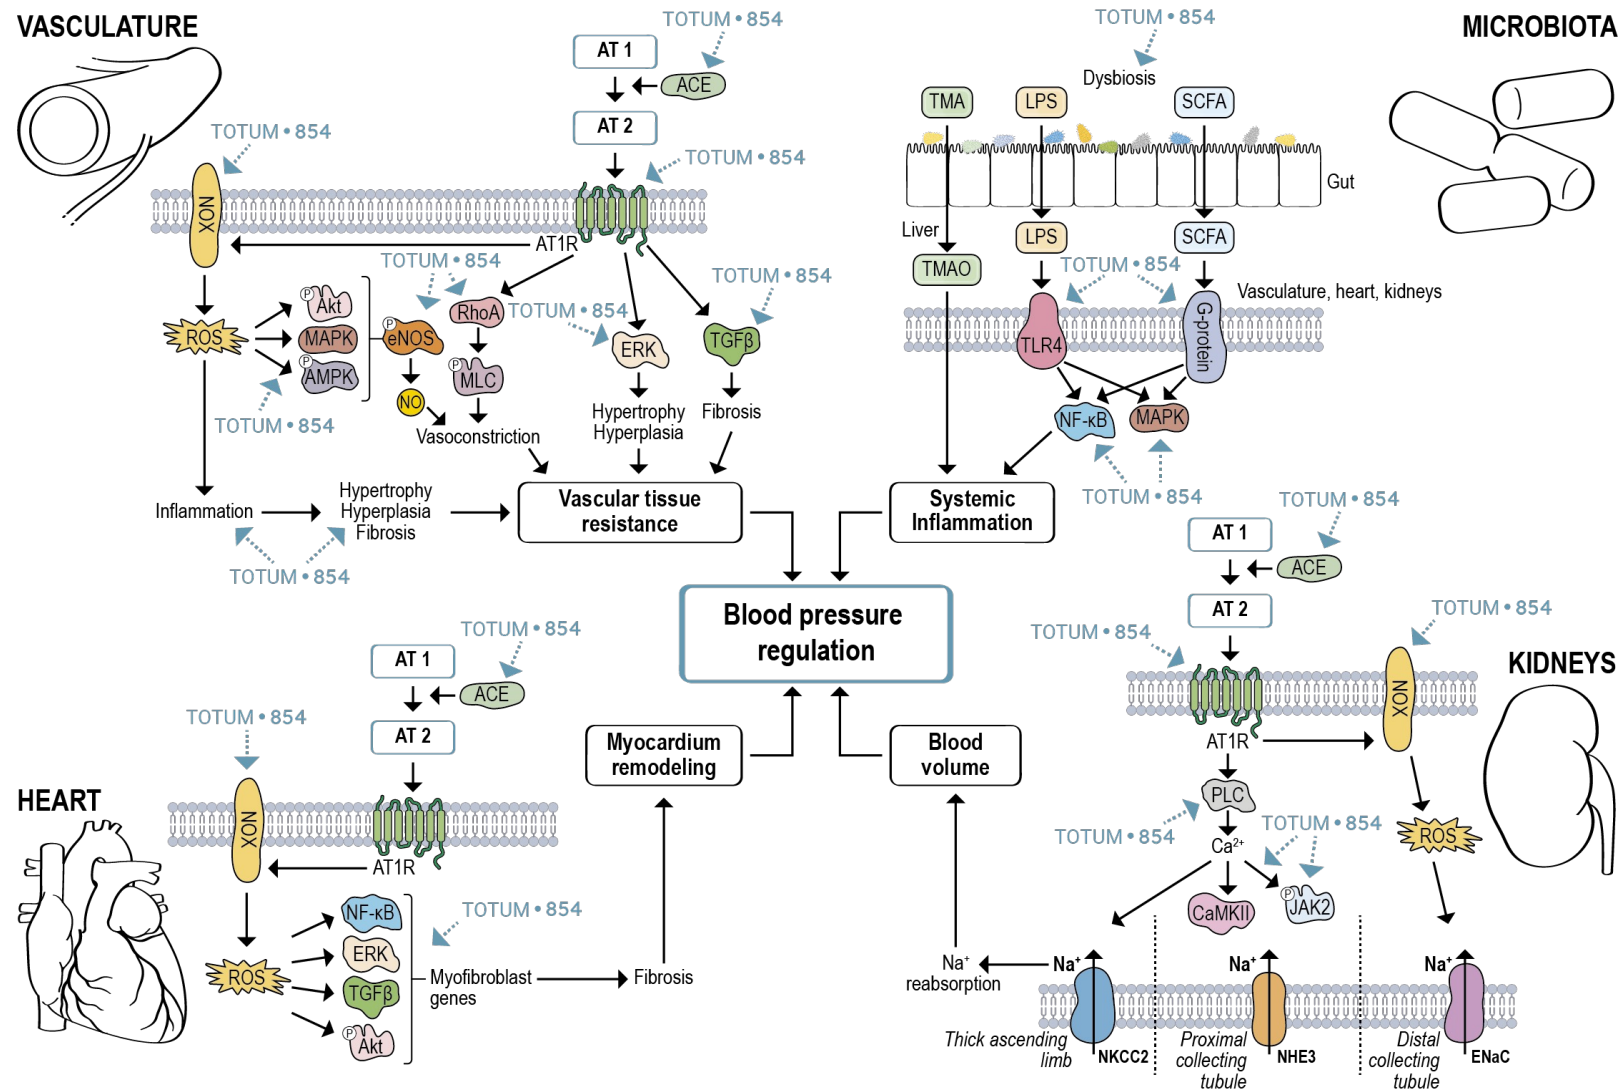 VASCULATURE
TOTUM • 854
AT 1
ACE
AT 2
TOTUM • 854
TOTUM • 854
NOX
AT1R
TOTUM • 854
TOTUM • 854
TOTUM • 854
ROS
P
Akt
MAPK
P
AMPK
TOTUM • 854
P
eNOS
NO
RhoA
P
MLC
Vasoconstriction
ERK
Hypertrophy
Hyperplasia
TGFβ
Fibrosis
Inflammation
Hypertrophy
Hyperplasia
Fibrosis
TOTUM • 854
Vascular tissue
resistance
MICROBIOTA
TOTUM • 854
Dysbiosis
TMA
LPS
SCFA
Gut
Liver
TMAO
LPS
SCFA
TOTUM • 854
Vasculature, heart, kidneys
TLR4
G-protein
NF-κB
MAPK
TOTUM • 854
Systemic
Inflammation
Blood pressure
regulation
HEART
TOTUM • 854
AT 1
ACE
AT 2
TOTUM • 854
NOX
AT1R
ROS
NF-κB
ERK
TGFβ
P
Akt
TOTUM • 854
Myofibroblast
genes
Fibrosis
Myocardium
remodeling
Blood
volume
KIDNEYS
TOTUM • 854
AT 1
ACE
AT 2
TOTUM • 854
TOTUM • 854
NOX
AT1R
PLC
TOTUM • 854
Ca²⁺
TOTUM • 854
CaMKII
P
JAK2
ROS
Na⁺
reabsorption
Na⁺
Na⁺
Na⁺
Thick ascending
limb
NKCC2
Proximal
collecting
tubule
NHE3
Distal
collecting
tubule
ENaC